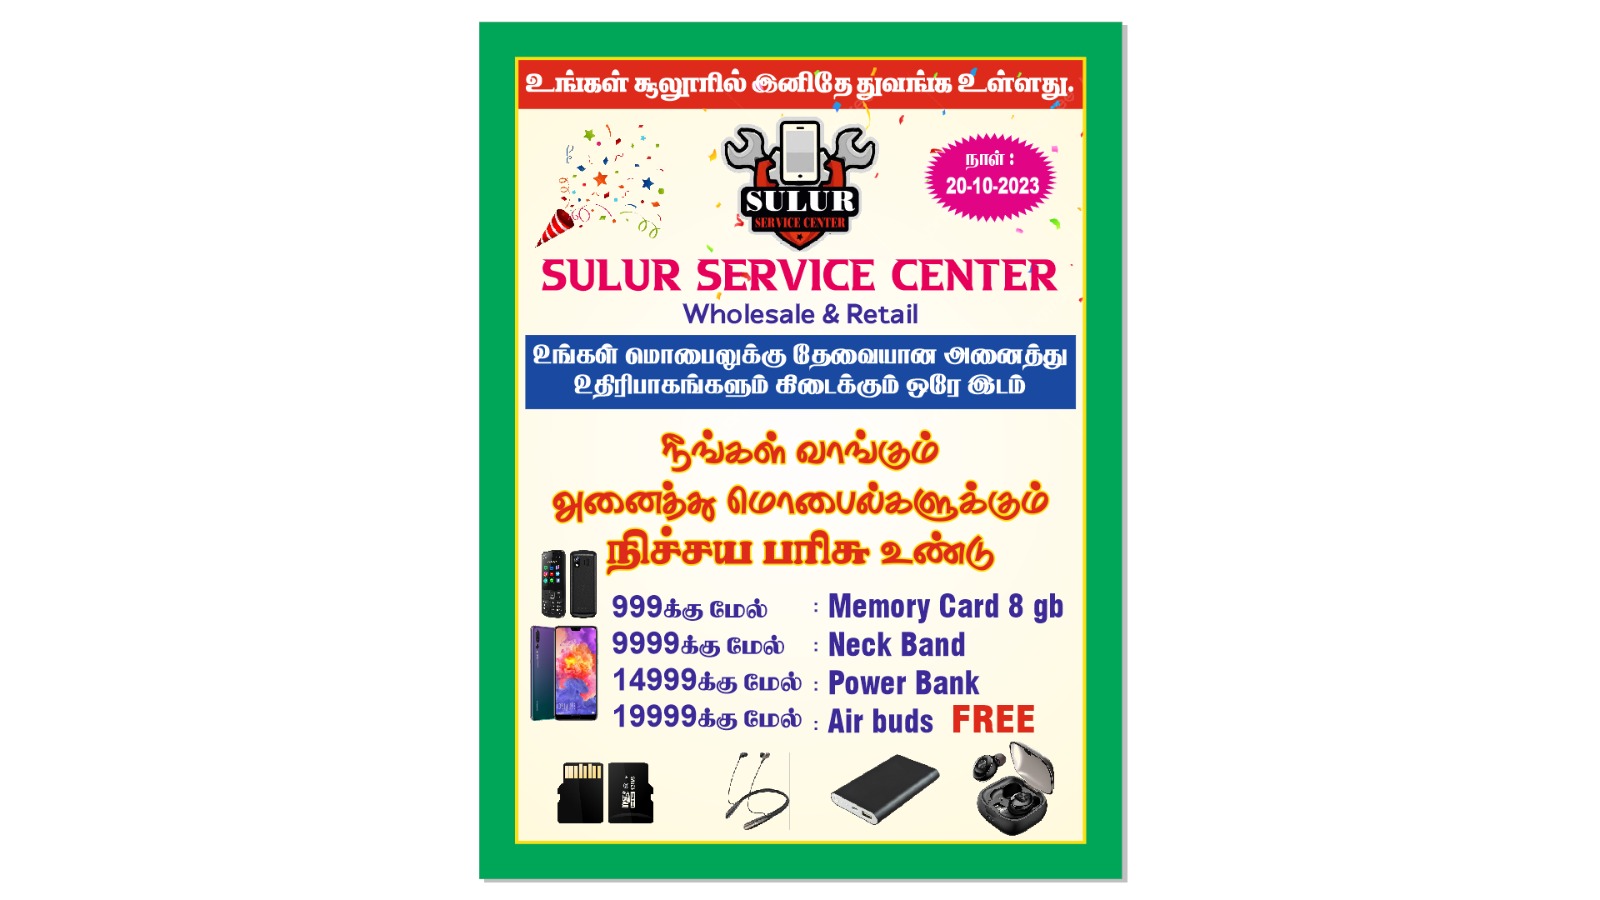 உங்கள் சூலூரில் இனிதே துவங்க உள்ளது.
நாள் :
20-10-2023
SULUR
SERVICE CENTER
SULUR SERVICE CENTER
Wholesale & Retail
உங்கள் மொபைலுக்கு தேவையான அனைத்து
உதிரிபாகங்களும் கிடைக்கும் ஒரே இடம்
நீங்கள் வாங்கும்
அனைத்து மொபைல்களுக்கும்
நிச்சய பரிசு உண்டு
999க்கு மேல் : Memory Card 8 gb
9999க்கு மேல் : Neck Band
14999க்கு மேல் : Power Bank
19999க்கு மேல் : Air buds FREE